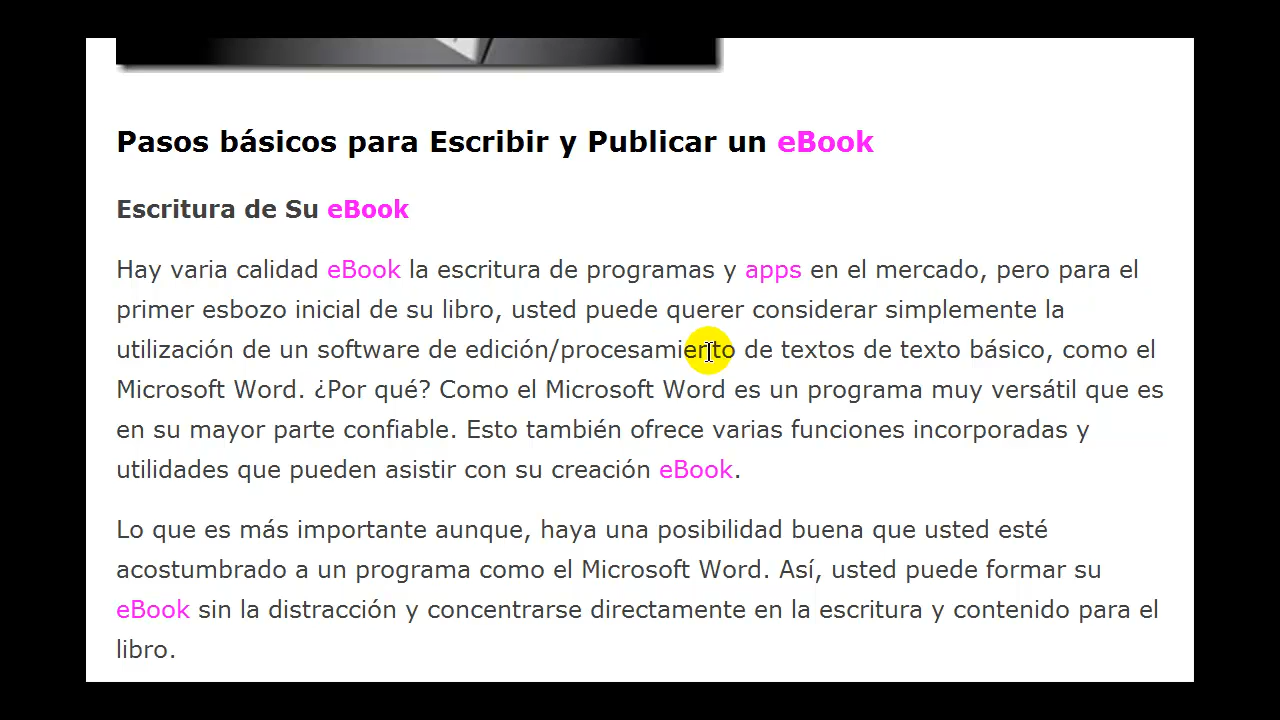 Pasos básicos para Escribir y Publicar un eBook
Escritura de Su eBook
Hay varia calidad eBook la escritura de programas y apps en el mercado, pero para el
primer esbozo inicial de su libro, usted puede querer considerar simplemente la
utilización de un software de edición/procesamiento de textos de texto básico, como el
Microsoft Word. ¿Por qué? Como el Microsoft Word es un programa muy versátil que es
en su mayor parte confiable. Esto también ofrece varias funciones incorporadas y
utilidades que pueden asistir con su creación eBook.
Lo que es más importante aunque, haya una posibilidad buena que usted esté
acostumbrado a un programa como el Microsoft Word. Así, usted puede formar su
eBook sin la distracción y concentrarse directamente en la escritura y contenido para el
libro.